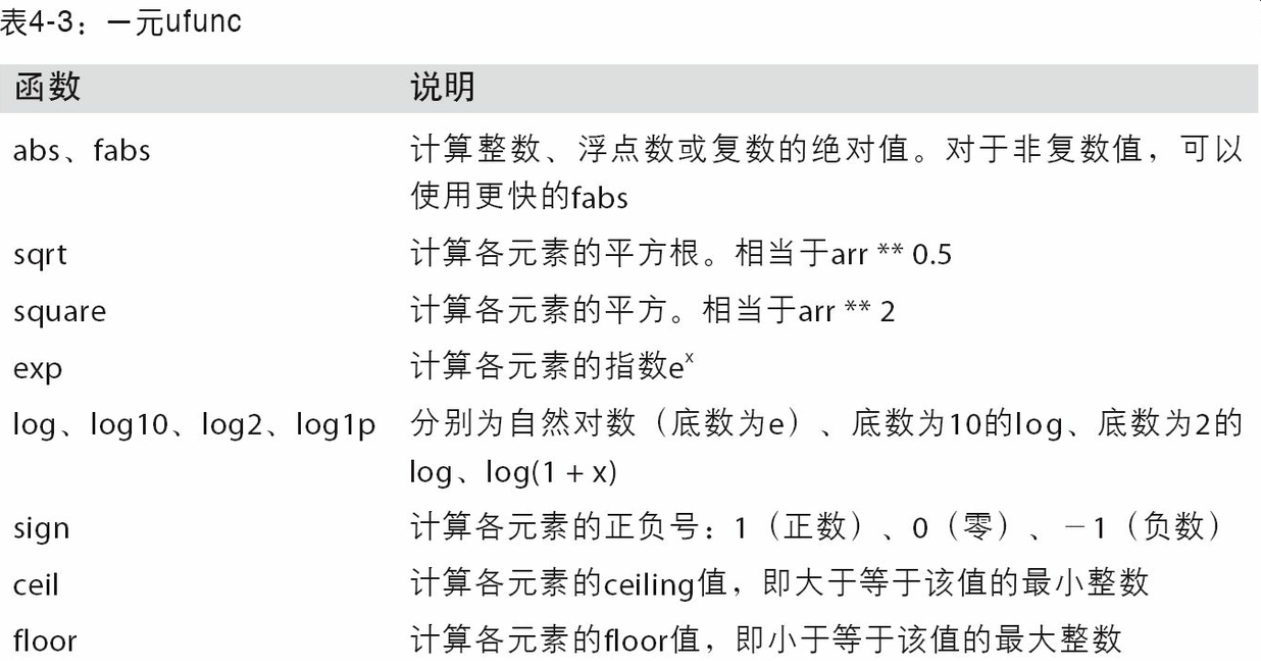 表4-3：一元ufunc
函数 说明
abs、fabs 计算整数、浮点数或复数的绝对值。对于非复数值，可以
使用更快的fabs
sqrt 计算各元素的平方根。相当于arr ** 0.5
square 计算各元素的平方。相当于arr ** 2
exp 计算各元素的指数eˣ
log、log10、log2、log1p 分别为自然对数（底数为e）、底数为10的log、底数为2的
log、log(1 + x)
sign 计算各元素的正负号：1（正数）、0（零）、－1（负数）
ceil 计算各元素的ceiling值，即大于等于该值的最小整数
floor 计算各元素的floor值，即小于等于该值的最大整数